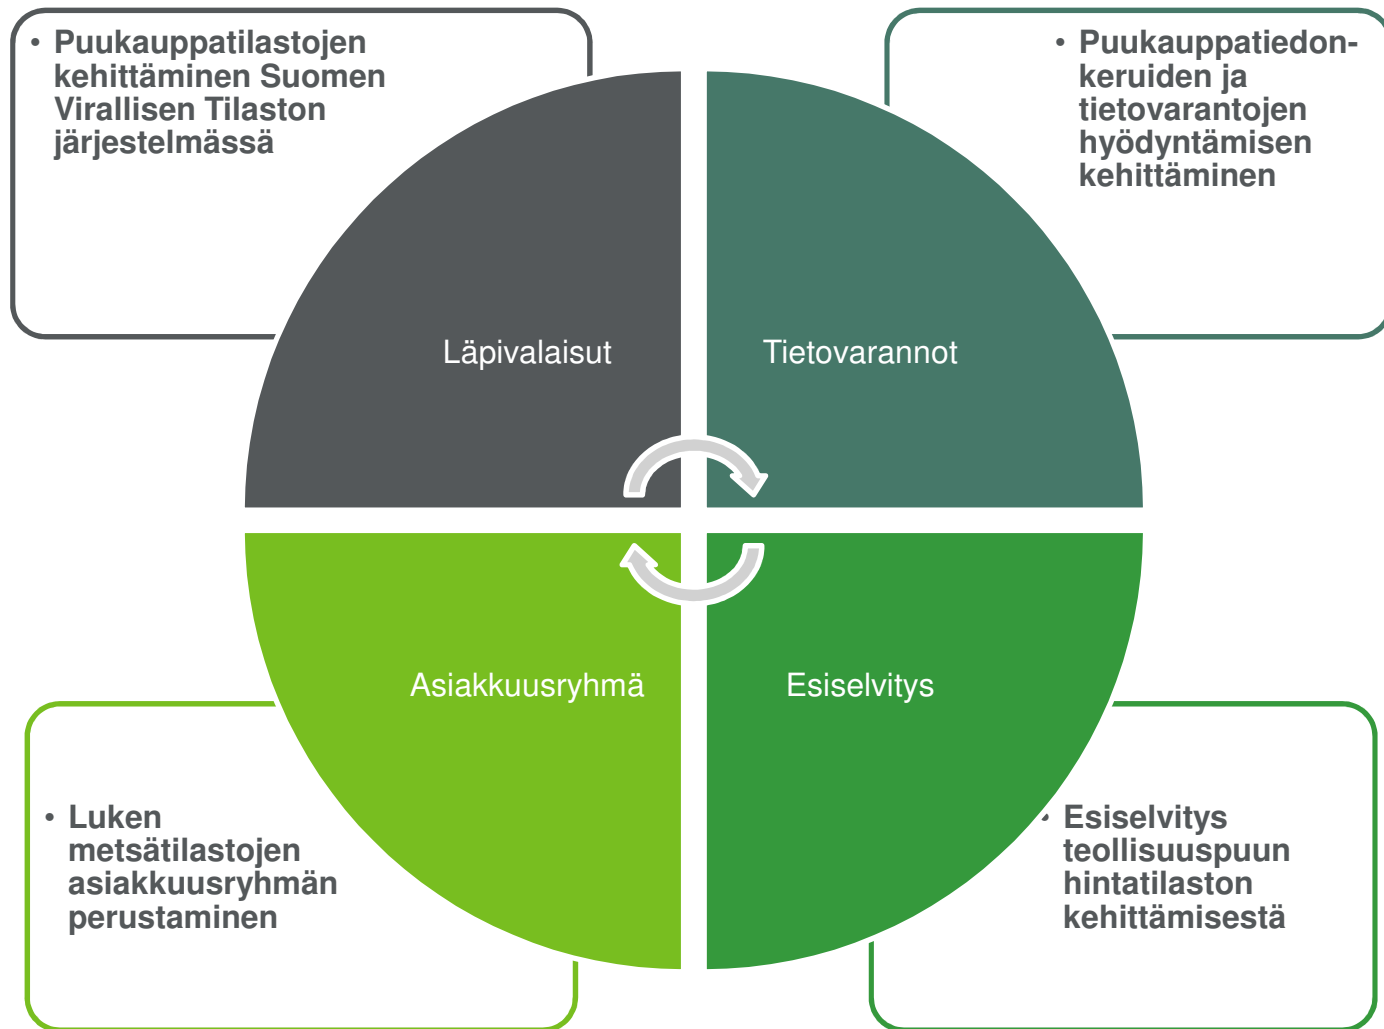 • Puukauppatilastojen
kehittäminen Suomen
Virallisen Tilaston
järjestelmässä
• Puukauppatiedon-
keruiden ja
tietovarantojen
hyödyntämisen
kehittäminen
Läpivalaisut
Tietovarannot
Asiakkuusryhmä
Esiselvitys
• Luken
metsätilastojen
asiakkuusryhmän
perustaminen
• Esiselvitys
teollisuuspuun
hintatilaston
kehittämisestä